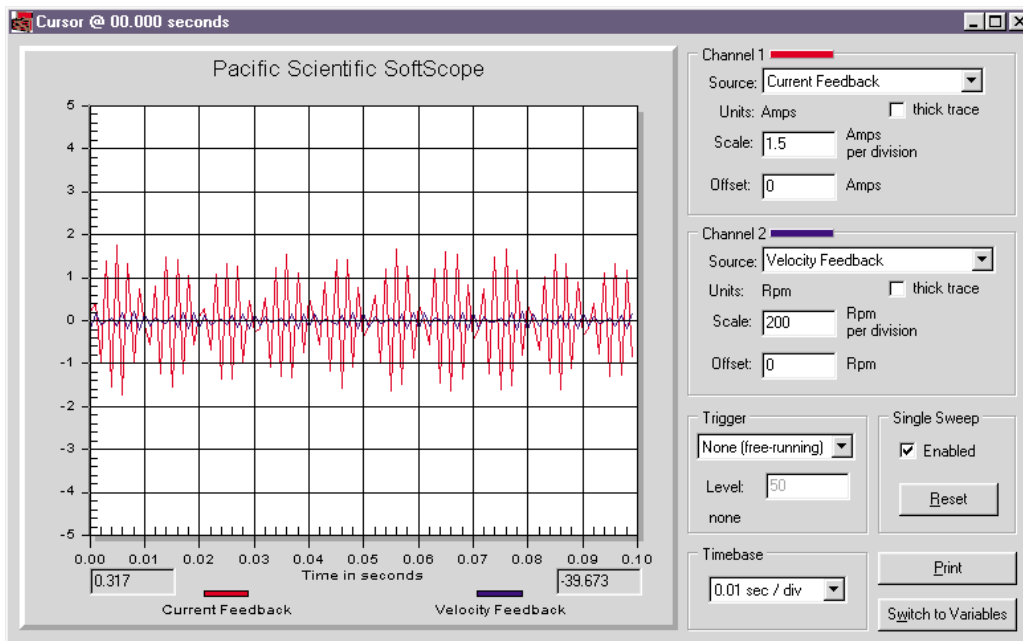 Cursor @ 00.000 seconds
Pacific Scientific SoftScope
5
4
3
2
1
0
-1
-2
-3
-4
-5
0.00 0.01 0.02 0.03 0.04 0.05 0.06 0.07 0.08 0.09 0.10
Time in seconds
0.317
-39.673
Current Feedback
Velocity Feedback
Channel 1
Source: Current Feedback
Units: Amps
thick trace
Scale: 1.5 Amps per division
Offset: 0 Amps
Channel 2
Source: Velocity Feedback
Units: Rpm
thick trace
Scale: 200 Rpm per division
Offset: 0 Rpm
Trigger
None (free-running)
Level: 50
none
Single Sweep
Enabled
Reset
Timebase
0.01 sec / div
Print
Switch to Variables